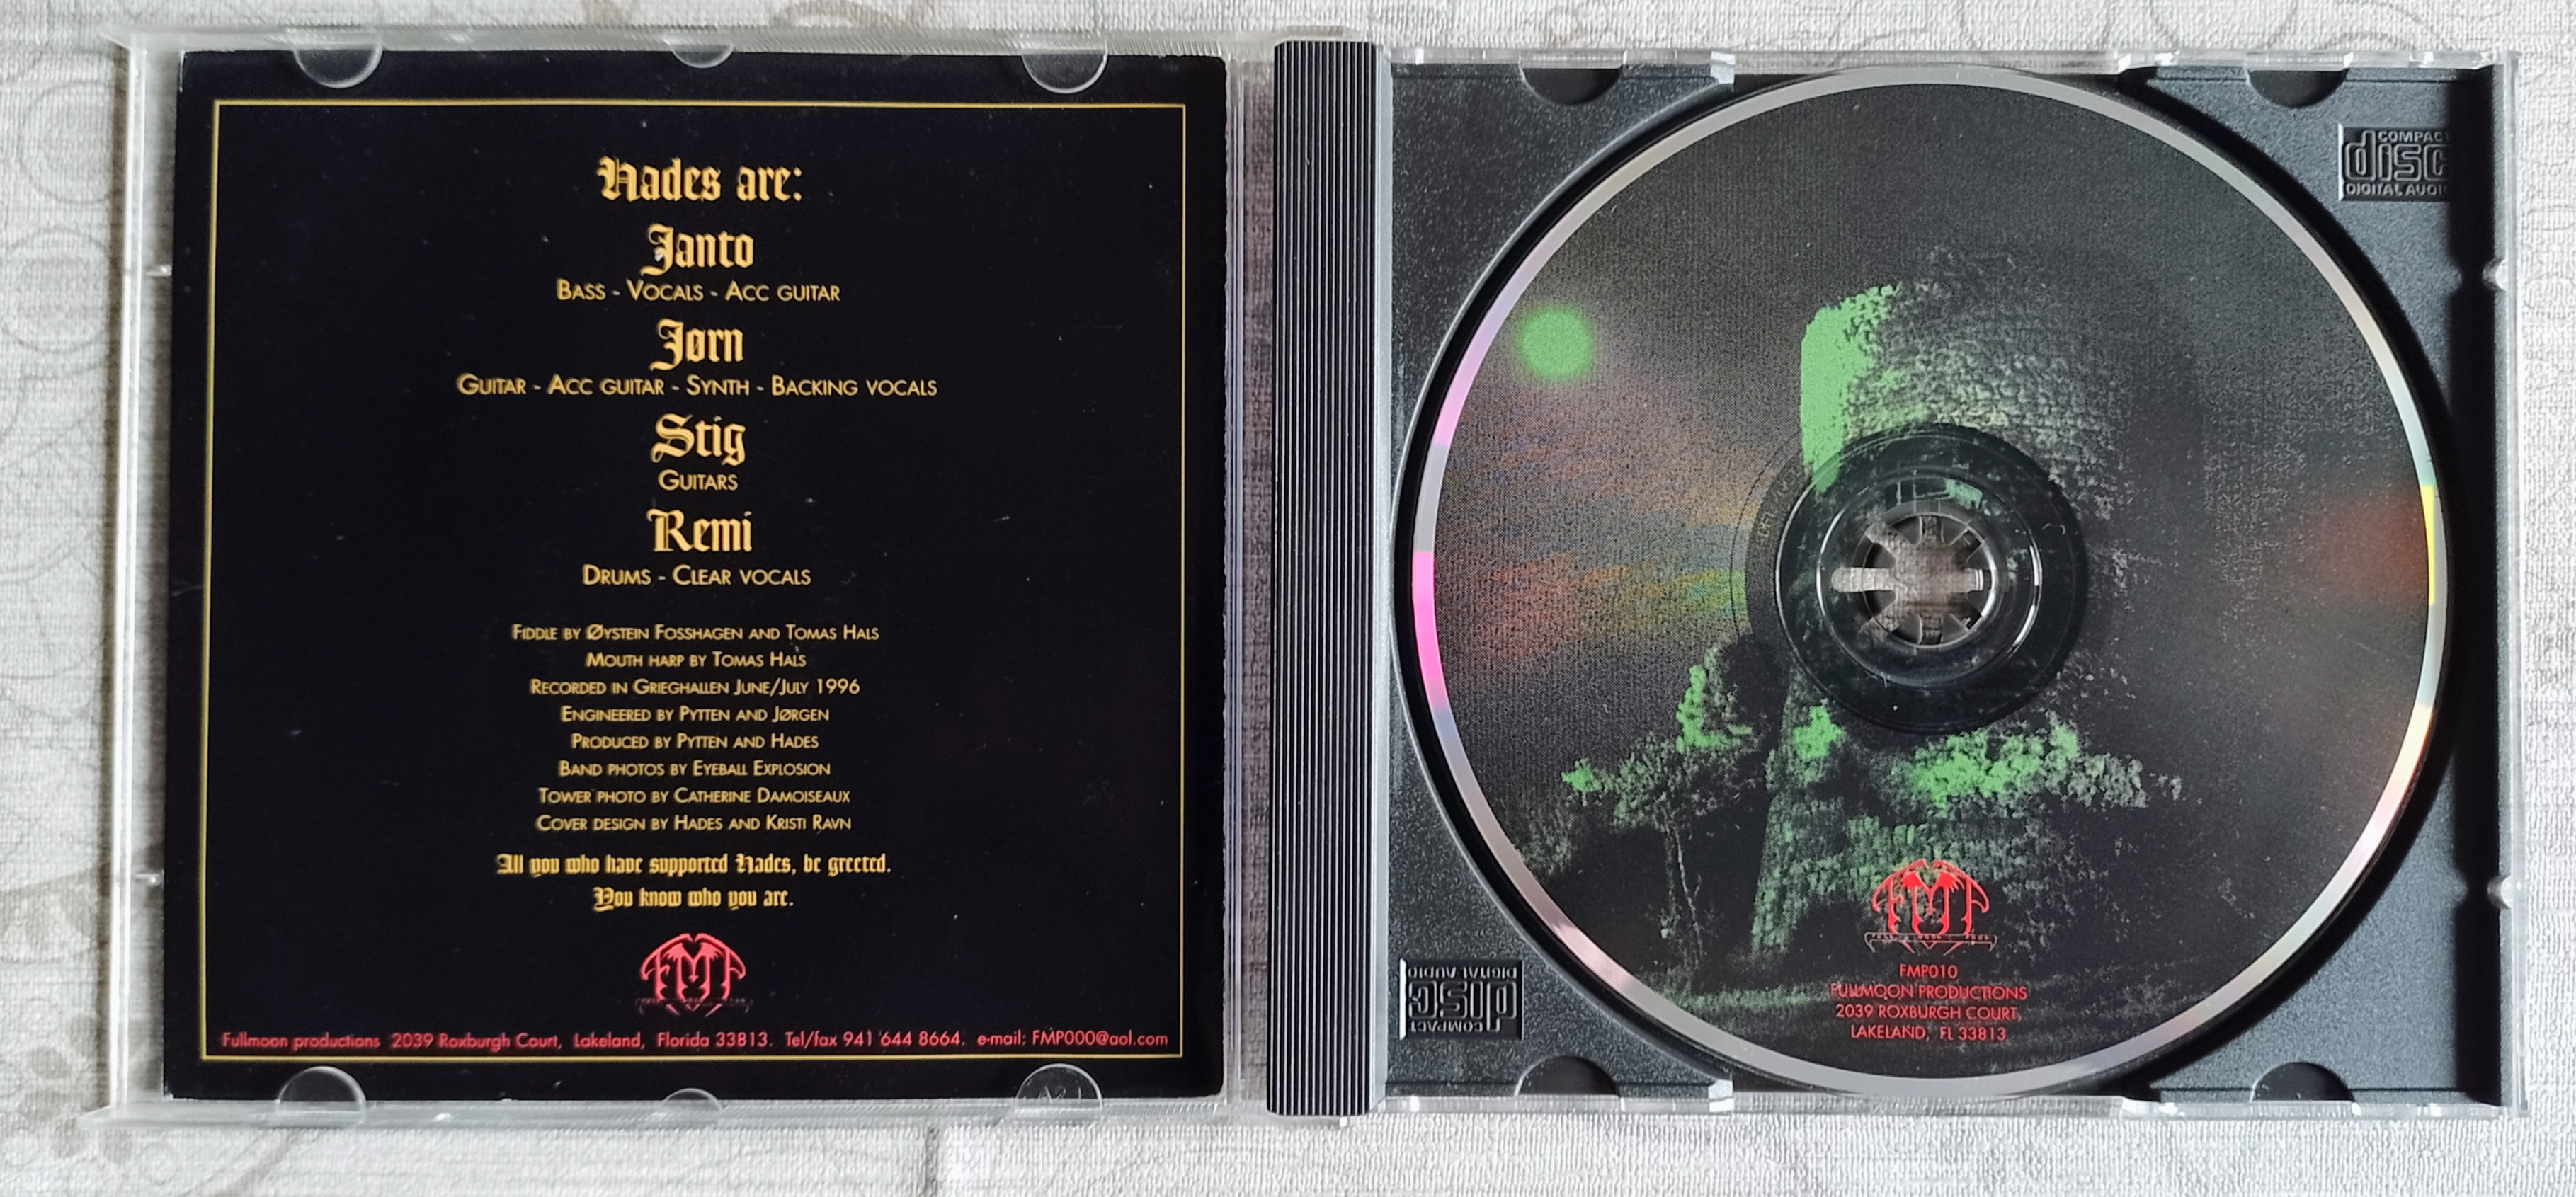 Hades are:
Janto
Bass - Vocals - Acc guitar
Jørn
Guitar - Acc guitar - Synth - Backing vocals
Stig
Guitars
Remi
Drums - Clear vocals
Fiddle by Øystein Fosshagen and Tomas Hals
Mouth harp by Tomas Hals
Recorded in Grieghallen June/July 1996
Engineered by Pytten and Jørgen
Produced by Pytten and Hades
Band photos by Eyeball Explosion
Tower photo by Catherine Damoiseaux
Cover design by Hades and Kristi Ravn
All you who have supported Hades, be greeted.
You know who you are.
FMP
Fullmoon productions 2039 Roxburgh Court, Lakeland, Florida 33813. Tel/fax 941 644 8664. e-mail: FMP000@aol.com
COMPACT
disc
DIGITAL AUDIO
COMPACT
disc
DIGITAL AUDIO
FMP
FMP010
FULLMOON PRODUCTIONS
2039 ROXBURGH COURT,
LAKELAND, FL 33813